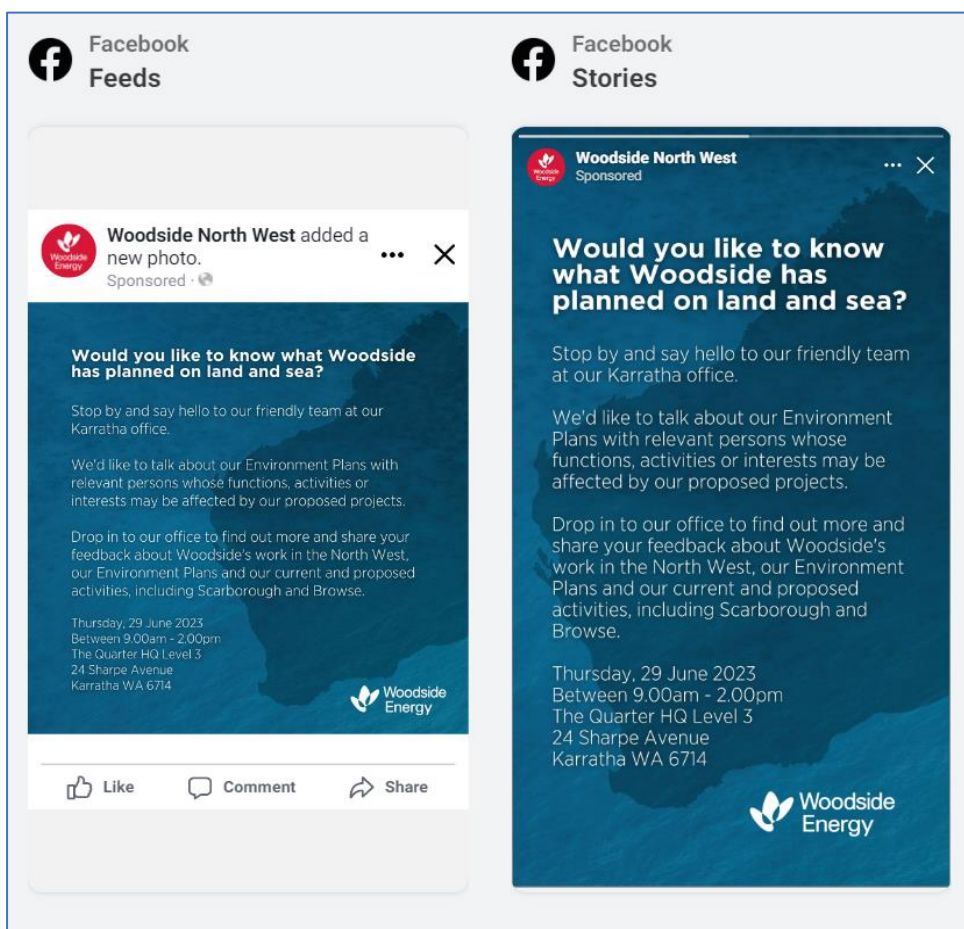 Facebook
Feeds
Woodside
Energy
Woodside North West added a
new photo.
Sponsored ·
Would you like to know what Woodside
has planned on land and sea?
Stop by and say hello to our friendly team at our
Karratha office.
We'd like to talk about our Environment Plans with
relevant persons whose functions, activities or
interests may be affected by our proposed projects.
Drop in to our office to find out more and share your
feedback about Woodside's work in the North West,
our Environment Plans and our current and proposed
activities, including Scarborough and Browse.
Thursday, 29 June 2023
Between 9.00am - 2.00pm
The Quarter HQ Level 3
24 Sharpe Avenue
Karratha WA 6714
Woodside
Energy
Like
Comment
Share
Facebook
Stories
Woodside
Energy
Woodside North West
Sponsored
Would you like to know
what Woodside has
planned on land and sea?
Stop by and say hello to our friendly team
at our Karratha office.
We'd like to talk about our Environment
Plans with relevant persons whose
functions, activities or interests may be
affected by our proposed projects.
Drop in to our office to find out more and
share your feedback about Woodside's
work in the North West, our Environment
Plans and our current and proposed
activities, including Scarborough and
Browse.
Thursday, 29 June 2023
Between 9.00am - 2.00pm
The Quarter HQ Level 3
24 Sharpe Avenue
Karratha WA 6714
Woodside
Energy